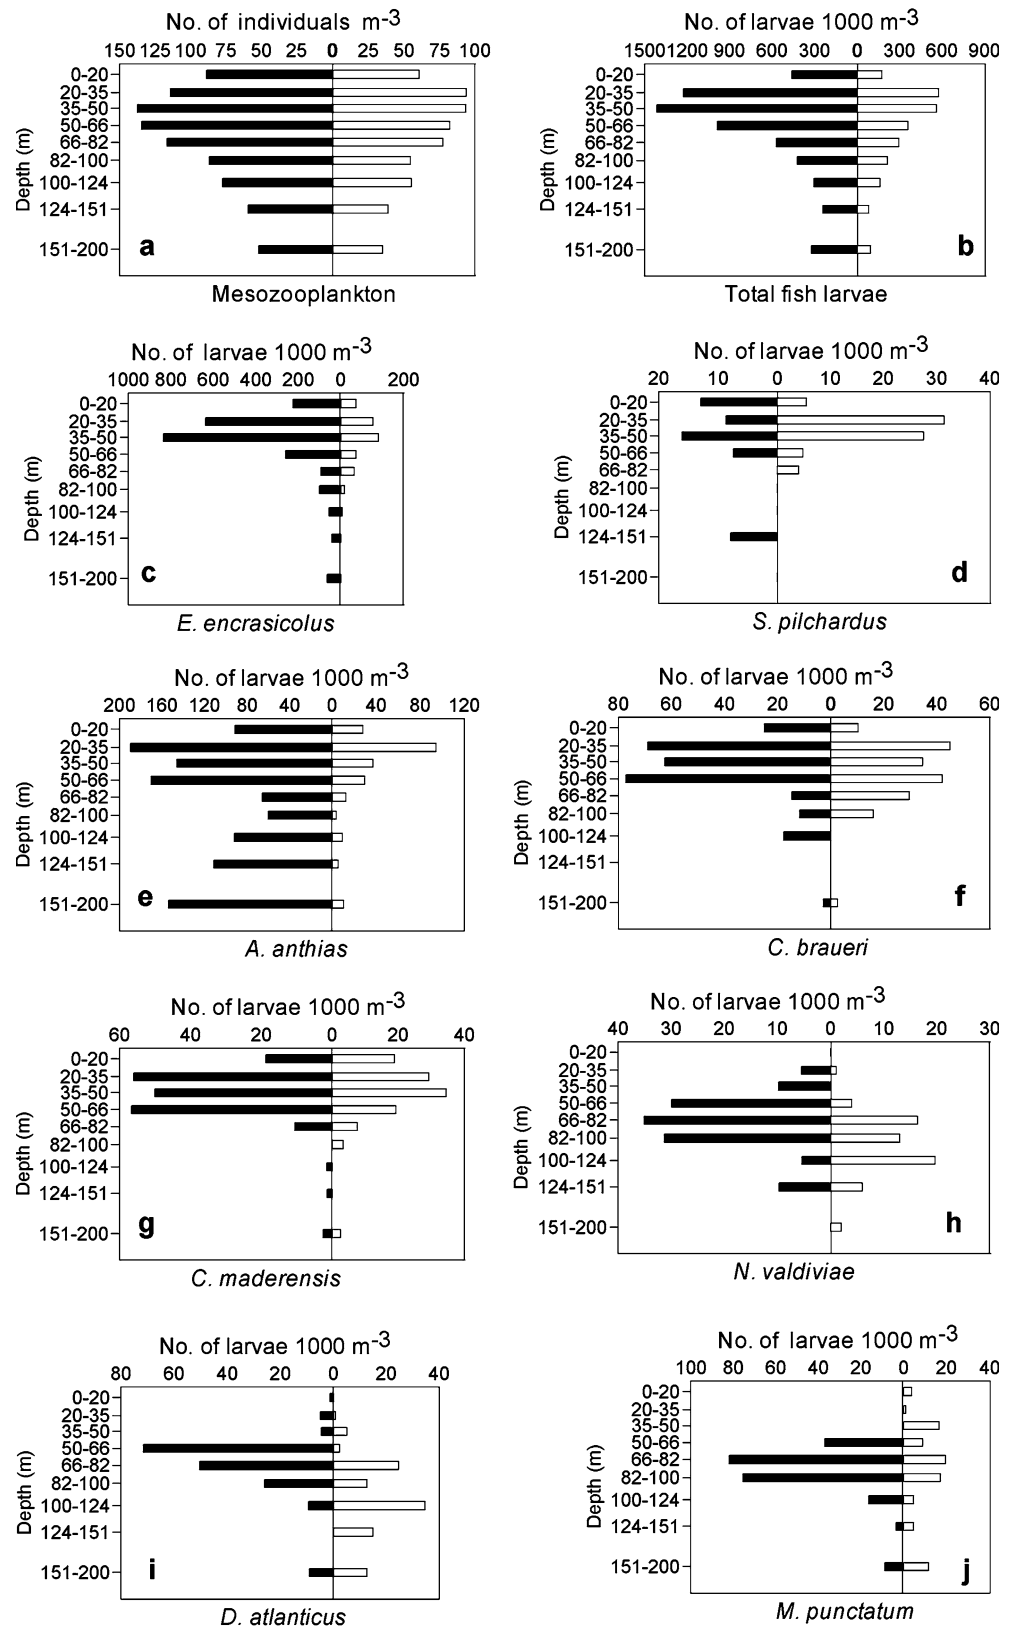 No. of individuals m-3
150 125 100 75 50 25 0 25 50 75 100
Depth (m)
0-20
20-35
35-50
50-66
66-82
82-100
100-124
124-151
151-200
a
Mesozooplankton
No. of larvae 1000 m-3
1500 1200 900 600 300 0 300 600 900
Depth (m)
0-20
20-35
35-50
50-66
66-82
82-100
100-124
124-151
151-200
b
Total fish larvae
No. of larvae 1000 m-3
1000 800 600 400 200 0 200
Depth (m)
0-20
20-35
35-50
50-66
66-82
82-100
100-124
124-151
151-200
c
E. encrasicolus
No. of larvae 1000 m-3
20 10 0 10 20 30 40
Depth (m)
0-20
20-35
35-50
50-66
66-82
82-100
100-124
124-151
151-200
d
S. pilchardus
No. of larvae 1000 m-3
200 160 120 80 40 0 40 80 120
Depth (m)
0-20
20-35
35-50
50-66
66-82
82-100
100-124
124-151
151-200
e
A. anthias
No. of larvae 1000 m-3
80 60 40 20 0 20 40 60
Depth (m)
0-20
20-35
35-50
50-66
66-82
82-100
100-124
124-151
151-200
f
C. braueri
No. of larvae 1000 m-3
60 40 20 0 20 40
Depth (m)
0-20
20-35
35-50
50-66
66-82
82-100
100-124
124-151
151-200
g
C. maderensis
No. of larvae 1000 m-3
40 30 20 10 0 10 20 30
Depth (m)
0-20
20-35
35-50
50-66
66-82
82-100
100-124
124-151
151-200
h
N. valdiviae
No. of larvae 1000 m-3
80 60 40 20 0 20 40
Depth (m)
0-20
20-35
35-50
50-66
66-82
82-100
100-124
124-151
151-200
i
D. atlanticus
No. of larvae 1000 m-3
100 80 60 40 20 0 20 40
Depth (m)
0-20
20-35
35-50
50-66
66-82
82-100
100-124
124-151
151-200
j
M. punctatum